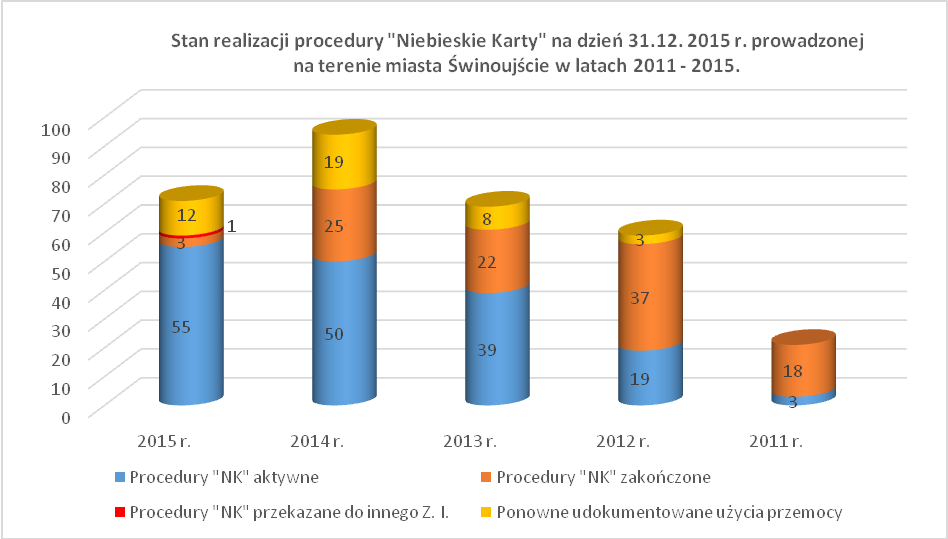 Stan realizacji procedury "Niebieskie Karty" na dzień 31.12. 2015 r. prowadzonej
na terenie miasta Świnoujście w latach 2011 - 2015.
100
90
80
70
60
50
40
30
20
10
0
12
1
3
55
19
25
50
8
22
39
3
37
19
18
3
2015 r.
2014 r.
2013 r.
2012 r.
2011 r.
Procedury "NK" aktywne
Procedury "NK" zakończone
Procedury "NK" przekazane do innego Z. I.
Ponowne udokumentowane użycia przemocy